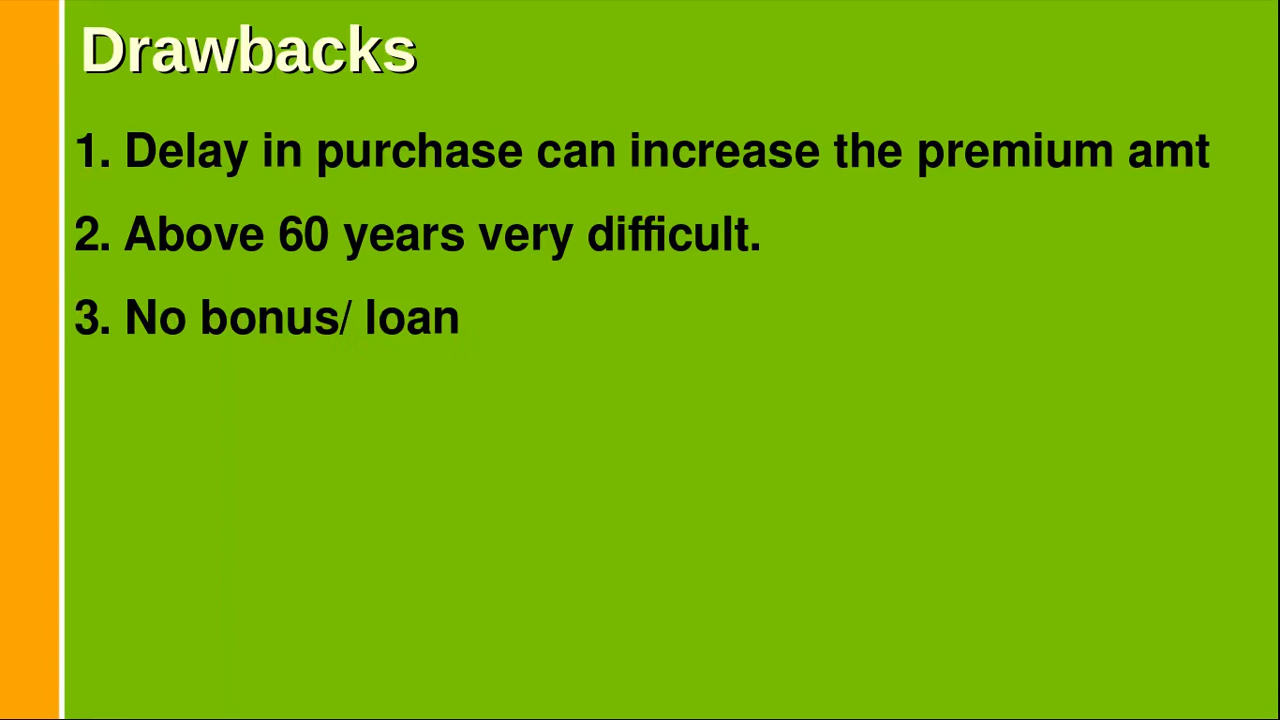 Drawbacks
1. Delay in purchase can increase the premium amt
2. Above 60 years very difficult.
3. No bonus/ loan